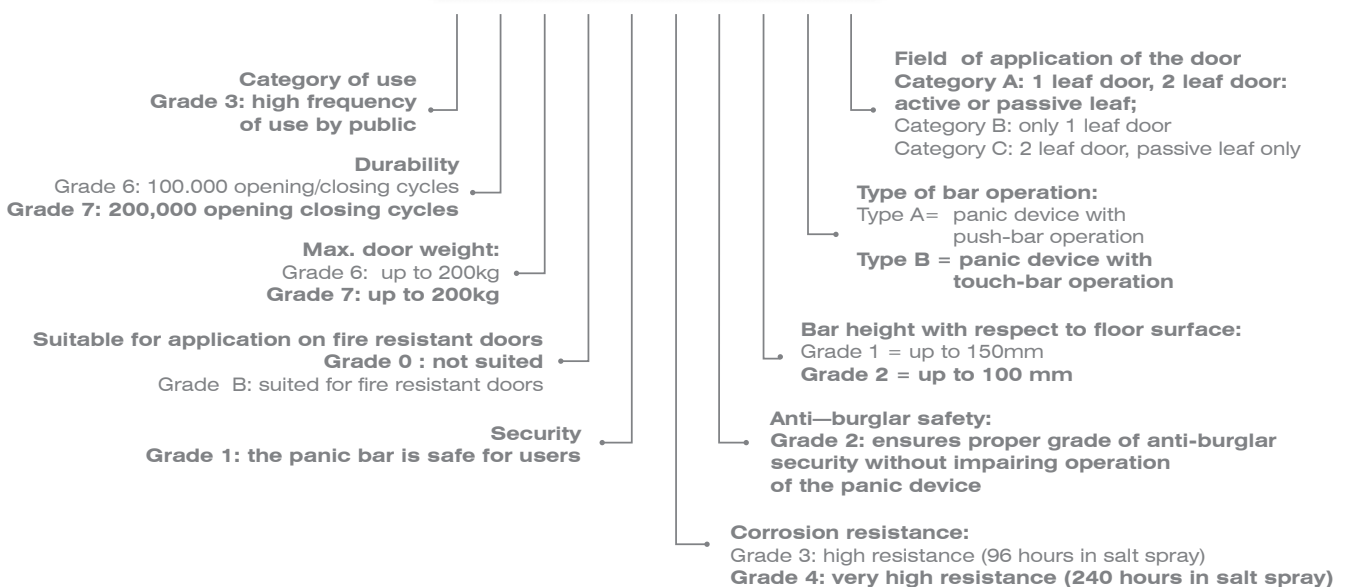 Category of use
Grade 3: high frequency
of use by public
Durability
Grade 6: 100.000 opening/closing cycles
Grade 7: 200,000 opening closing cycles
Max. door weight:
Grade 6: up to 200kg
Grade 7: up to 200kg
Suitable for application on fire resistant doors
Grade 0 : not suited
Grade B: suited for fire resistant doors
Security
Grade 1: the panic bar is safe for users
Field of application of the door
Category A: 1 leaf door, 2 leaf door:
active or passive leaf;
Category B: only 1 leaf door
Category C: 2 leaf door, passive leaf only
Type of bar operation:
Type A= panic device with
push-bar operation
Type B = panic device with
touch-bar operation
Bar height with respect to floor surface:
Grade 1 = up to 150mm
Grade 2 = up to 100 mm
Anti—burglar safety:
Grade 2: ensures proper grade of anti-burglar
security without impairing operation
of the panic device
Corrosion resistance:
Grade 3: high resistance (96 hours in salt spray)
Grade 4: very high resistance (240 hours in salt spray)